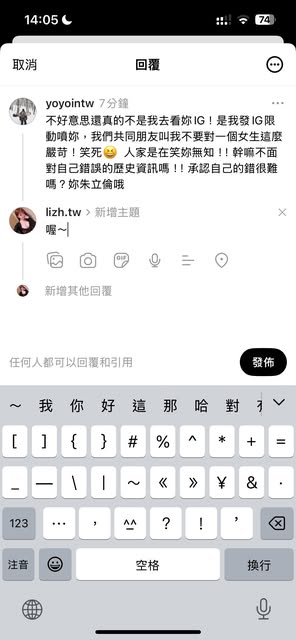 14:05
74
取消
回覆
yoyointw 7分鐘
不好意思還真的不是我去看妳IG！是我發IG限
動噴妳，我們共同朋友叫我不要對一個女生這麼
嚴苛！笑死😆 人家是在笑妳無知!!幹嘛不面
對自己錯誤的歷史資訊嗎!!承認自己的錯很難
嗎？妳朱立倫哦
lizh.tw > 新增主題
喔～
GIF
新增其他回覆
任何人都可以回覆和引用
發佈
～ 我 你 好 這 那 哈 對
[ ] { } # % ^ * + =
_ — \ | ～ 《 》 ¥ & ·
123 … ， ^^ ？ ！ ’
注音 空格 換行